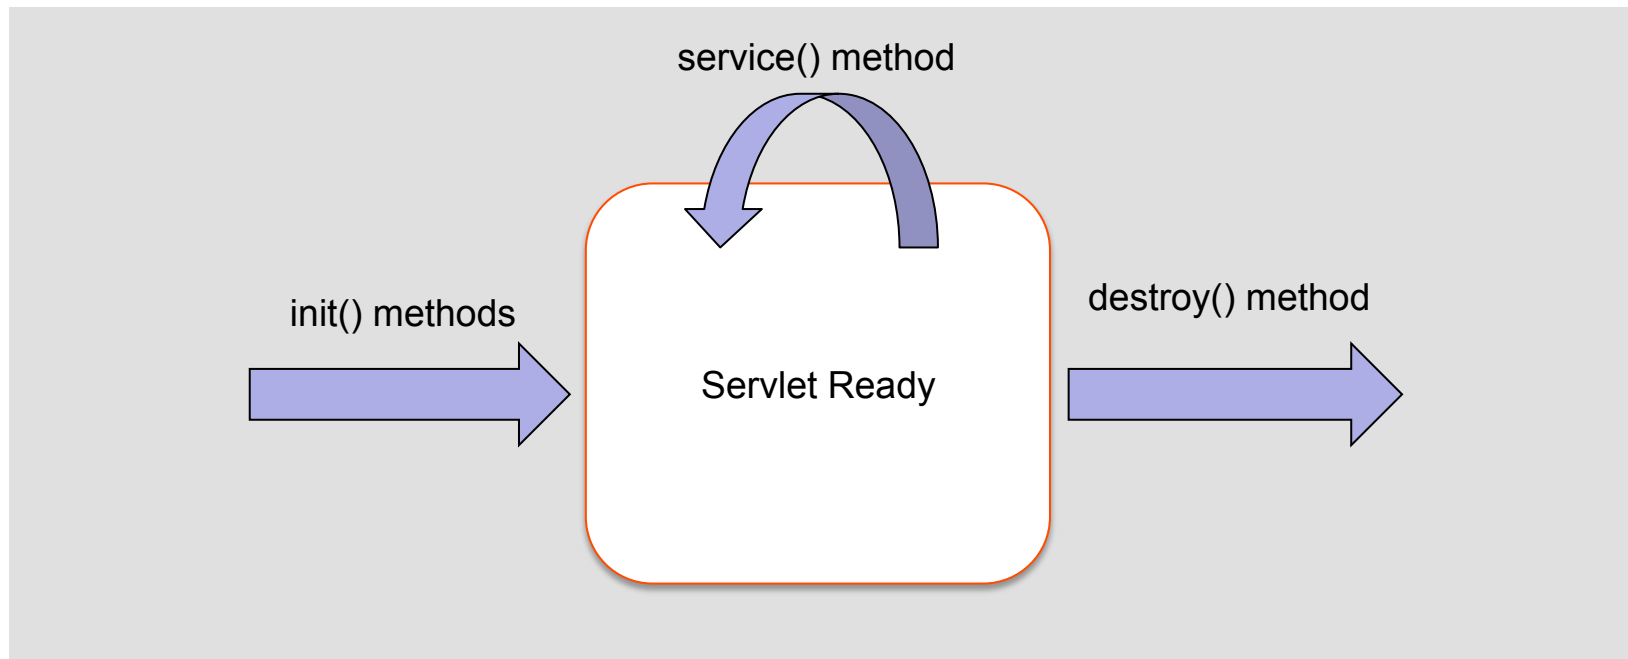 service() method
init() methods
destroy() method
Servlet Ready